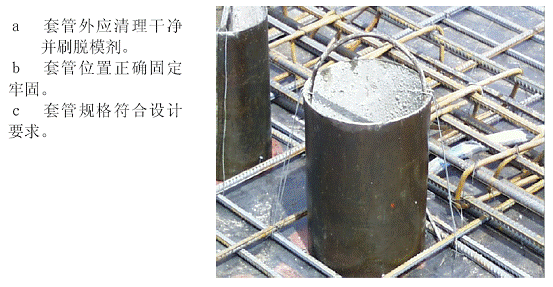 a 套管外应清理干净
并刷脱模剂。
b 套管位置正确固定
牢固。
c 套管规格符合设计
要求。